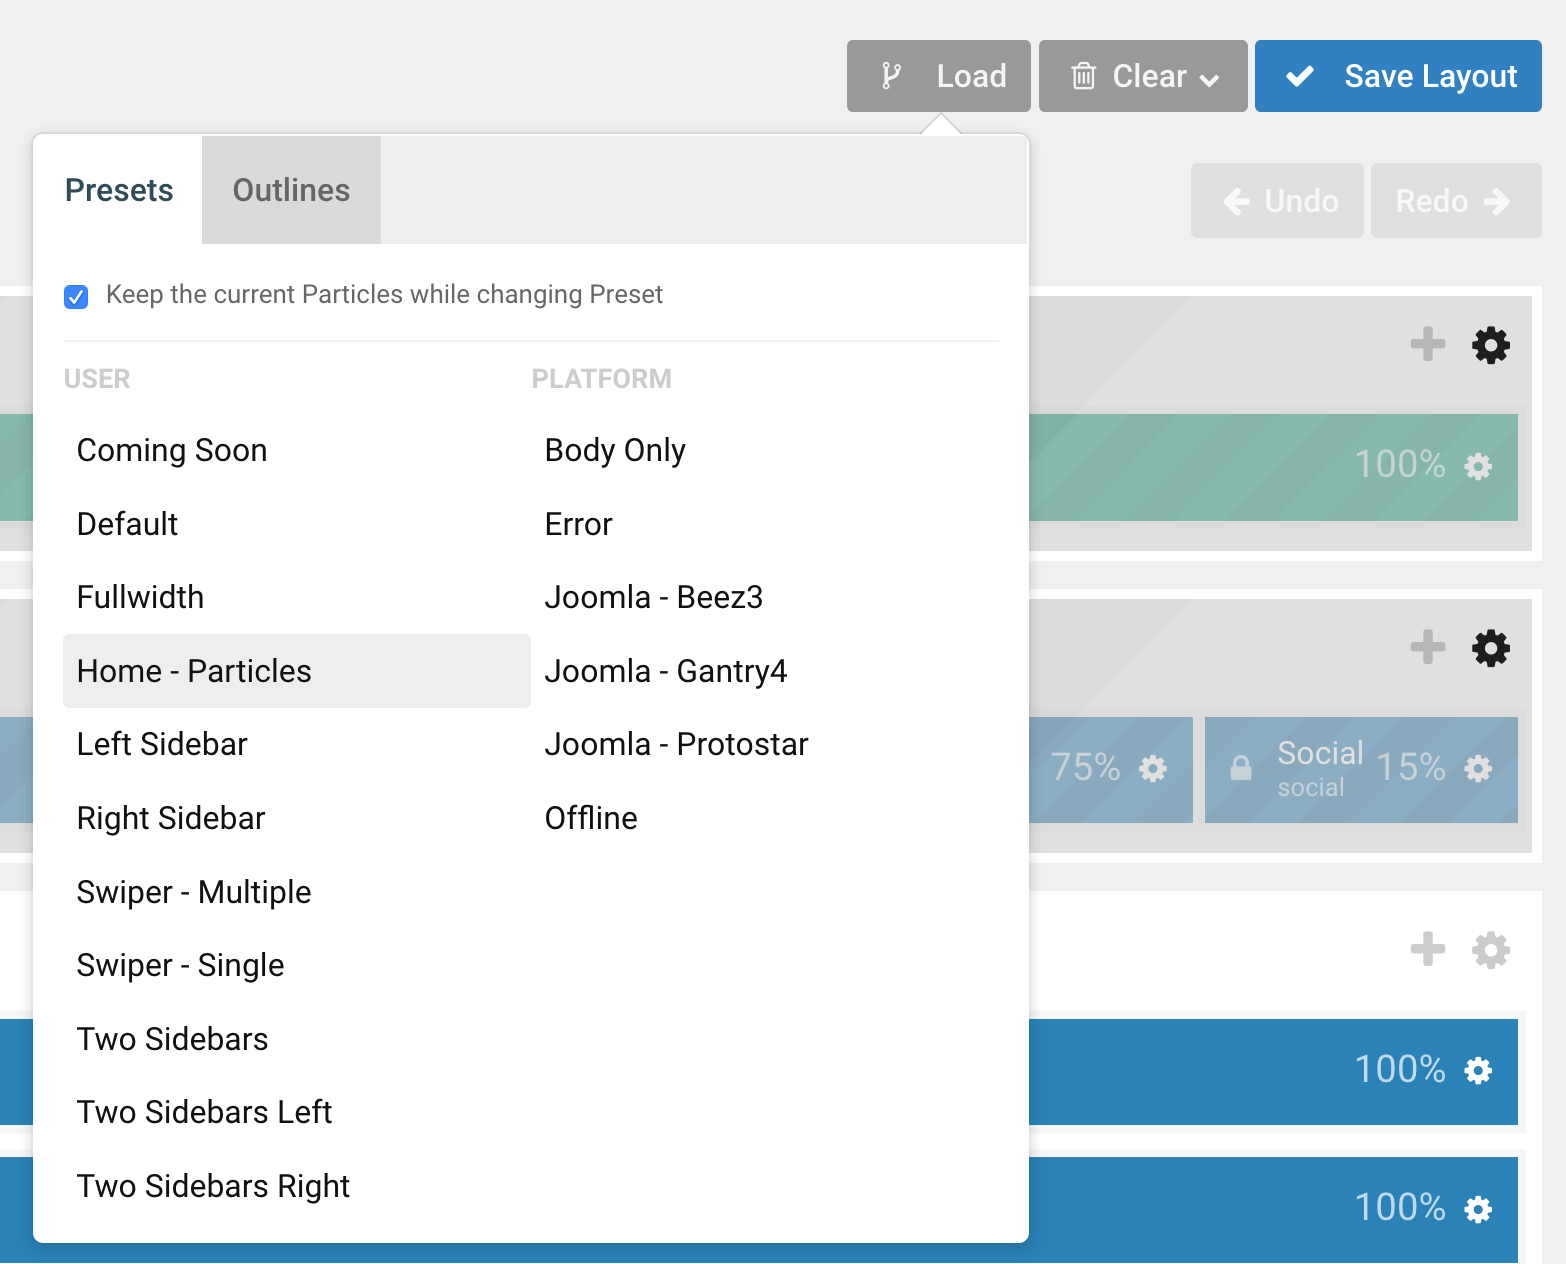 Load
Clear
Save Layout
Presets
Outlines
Undo
Redo
Keep the current Particles while changing Preset
USER
PLATFORM
Coming Soon
Body Only
100%
Default
Error
Fullwidth
Joomla - Beez3
Home - Particles
Joomla - Gantry4
Left Sidebar
Joomla - Protostar
75%
Social
social
15%
Right Sidebar
Offline
Swiper - Multiple
Swiper - Single
Two Sidebars
100%
Two Sidebars Left
Two Sidebars Right
100%